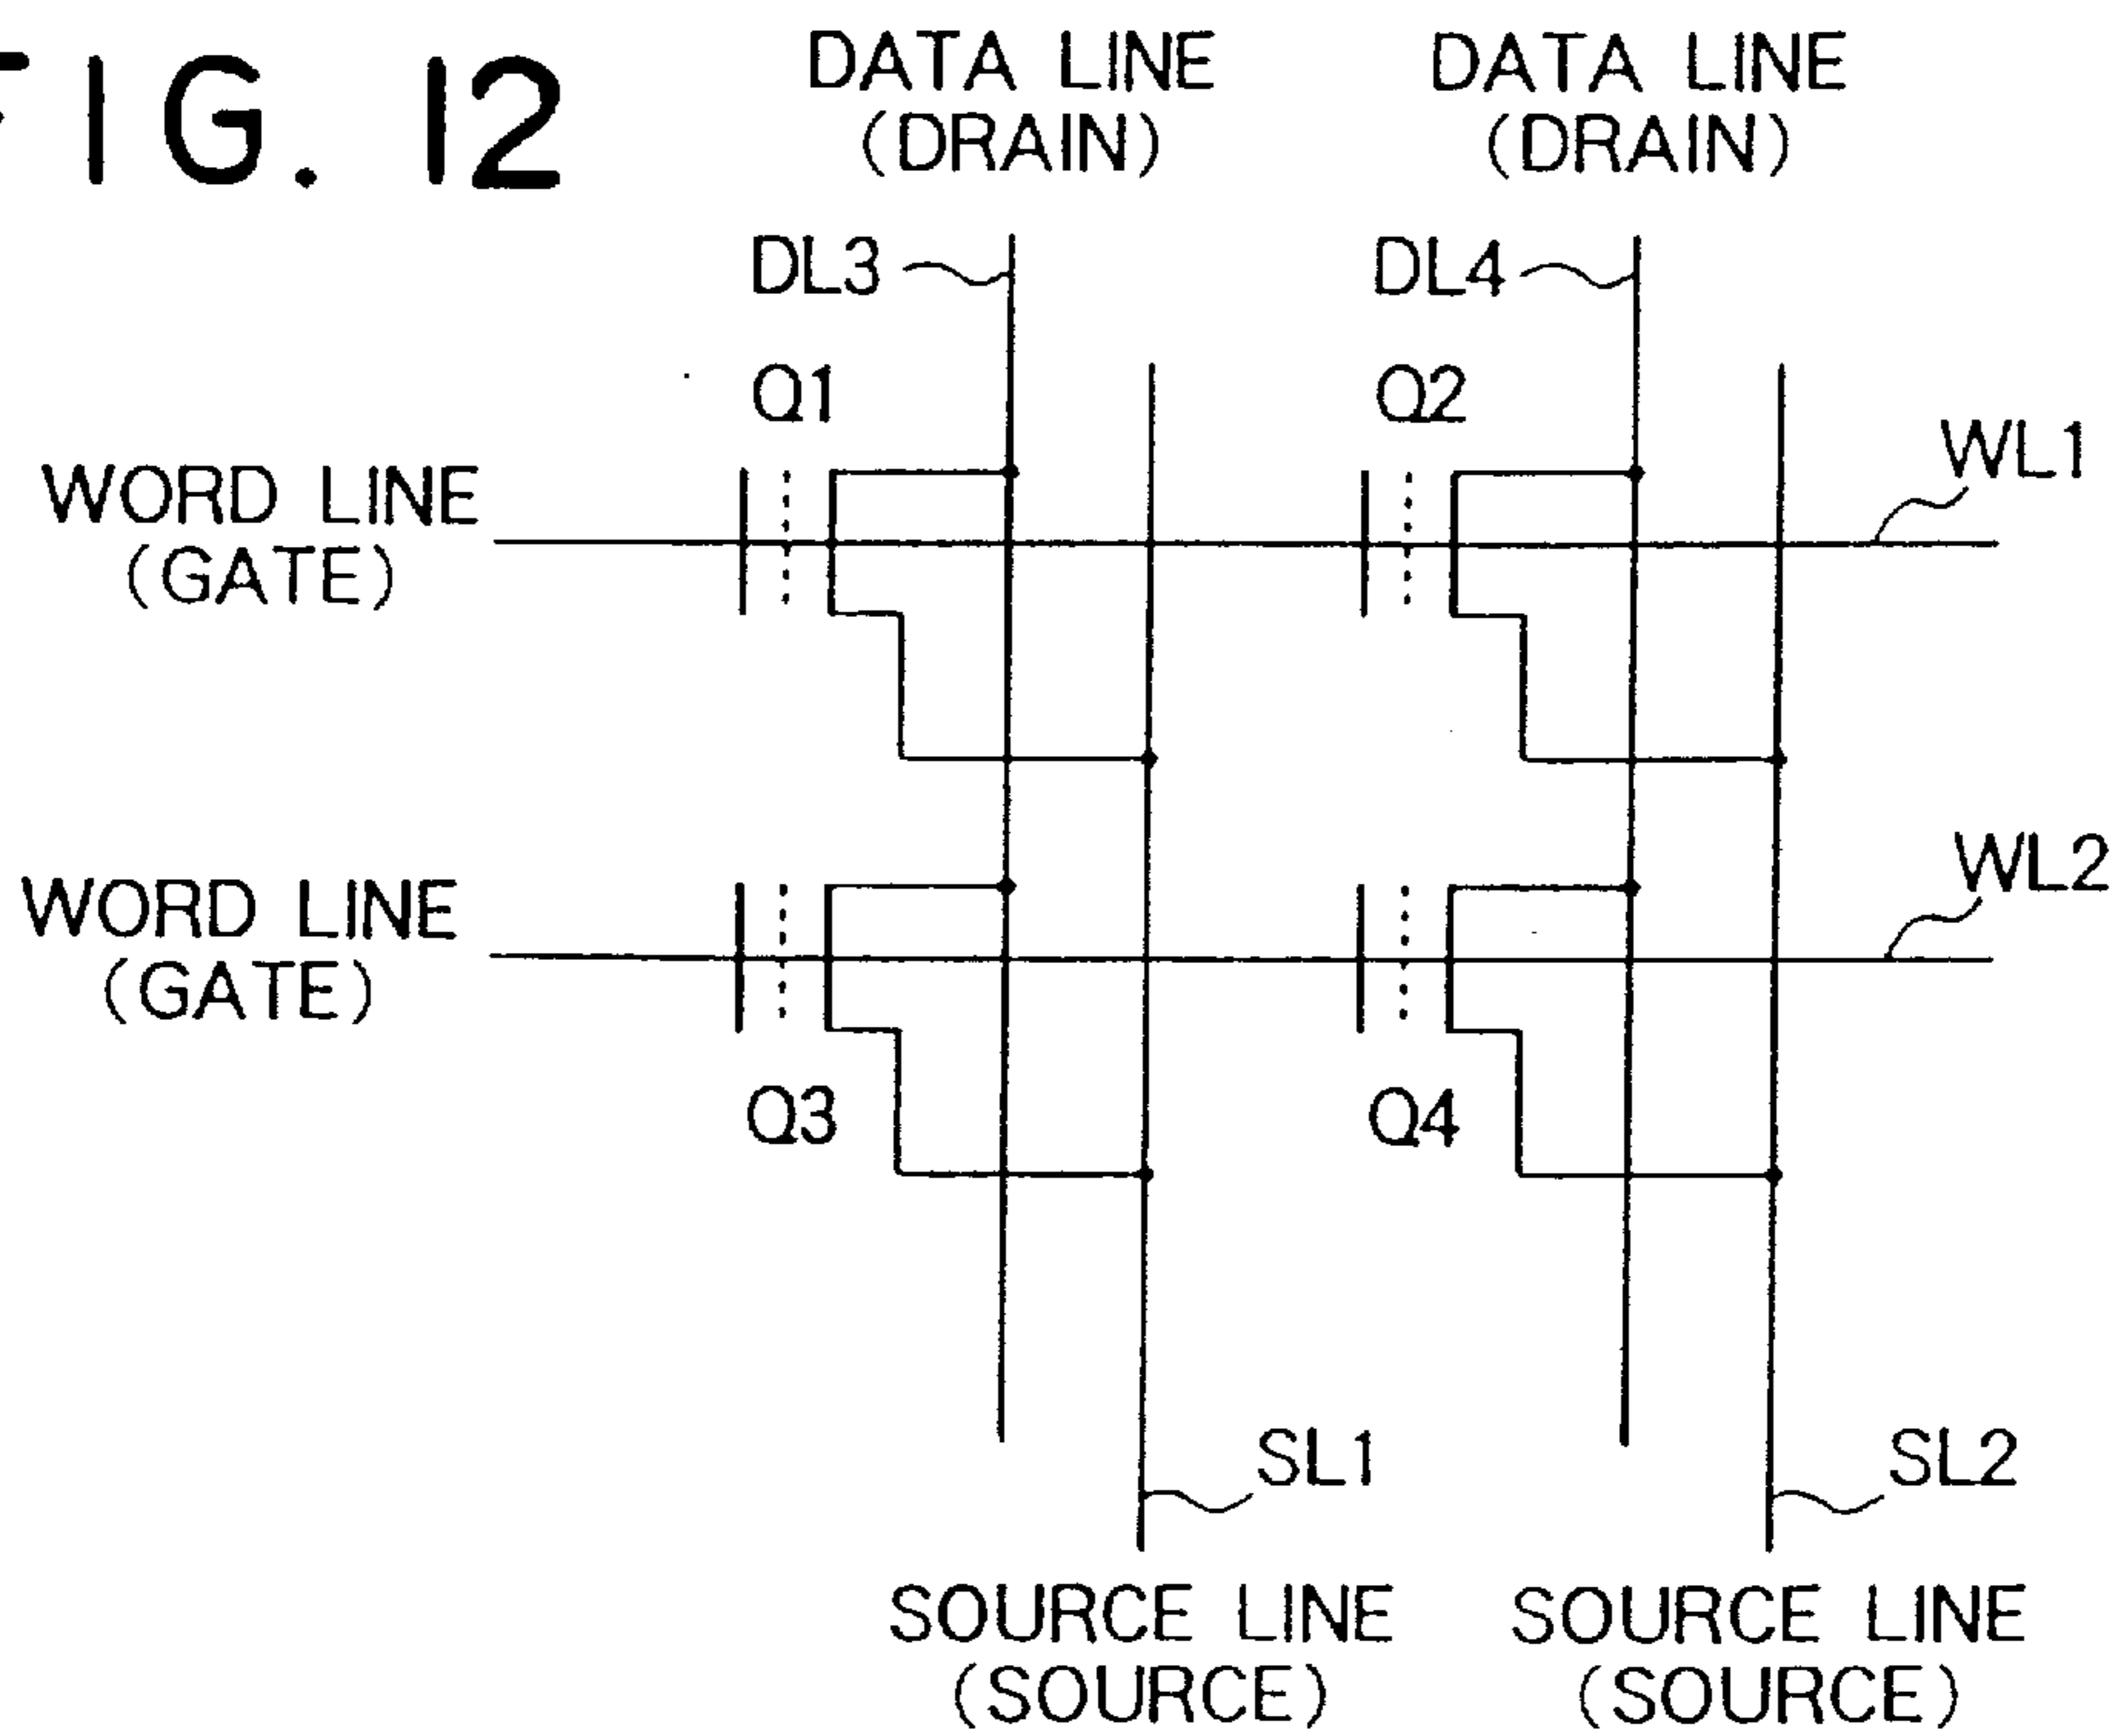 FIG. 12
DATA LINE
(DRAIN)
DATA LINE
(DRAIN)
DL3
DL4
Q1
Q2
WL1
WORD LINE
(GATE)
WL2
WORD LINE
(GATE)
Q3
Q4
SL1
SL2
SOURCE LINE
(SOURCE)
SOURCE LINE
(SOURCE)